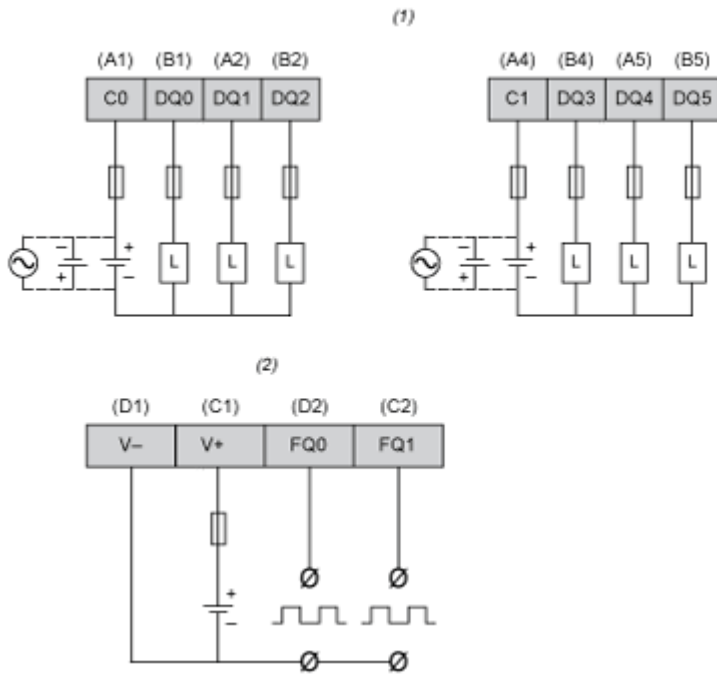 (1)
(A1) (B1) (A2) (B2) (A4) (B4) (A5) (B5)
C0 DQ0 DQ1 DQ2 C1 DQ3 DQ4 DQ5
− + − +
L L L L L L
+ − + −
(2)
(D1) (C1) (D2) (C2)
V− V+ FQ0 FQ1
+
−